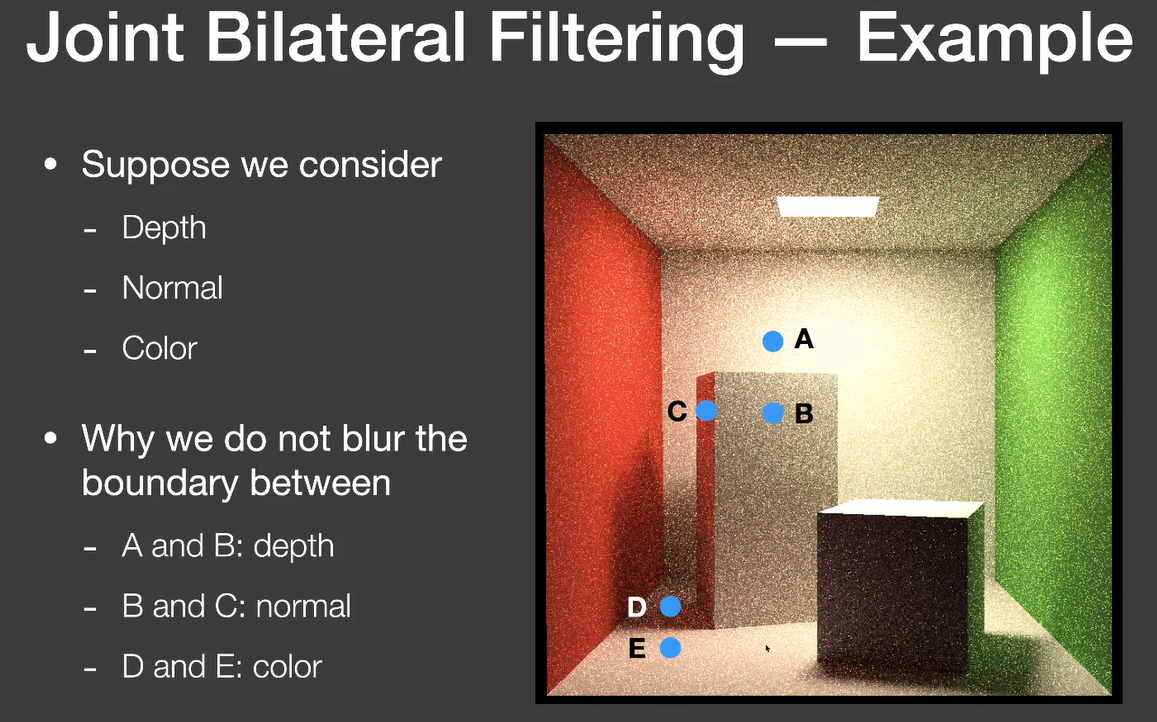 Joint Bilateral Filtering — Example
• Suppose we consider
- Depth
- Normal
- Color
• Why we do not blur the
boundary between
- A and B: depth
- B and C: normal
- D and E: color
A
C
B
D
E